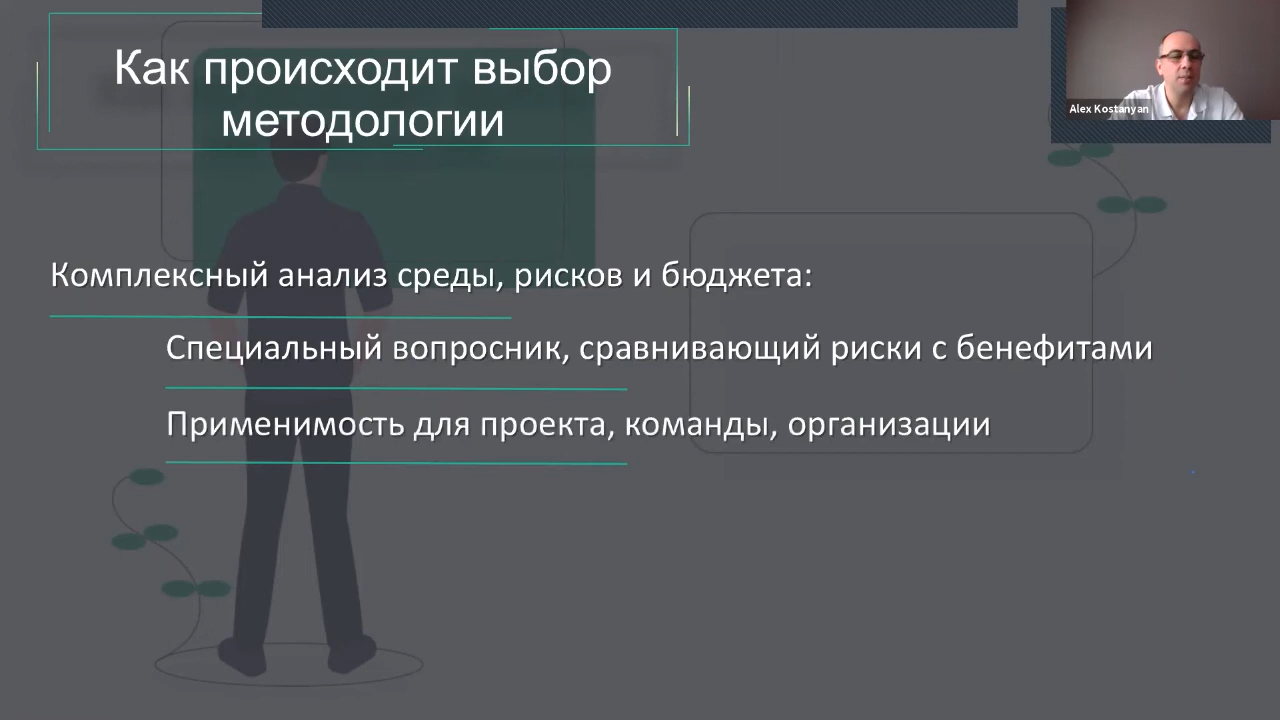 Как происходит выбор
методологии
Alex Kostanyan
Комплексный анализ среды, рисков и бюджета:
Специальный вопросник, сравнивающий риски с бенефитами
Применимость для проекта, команды, организации